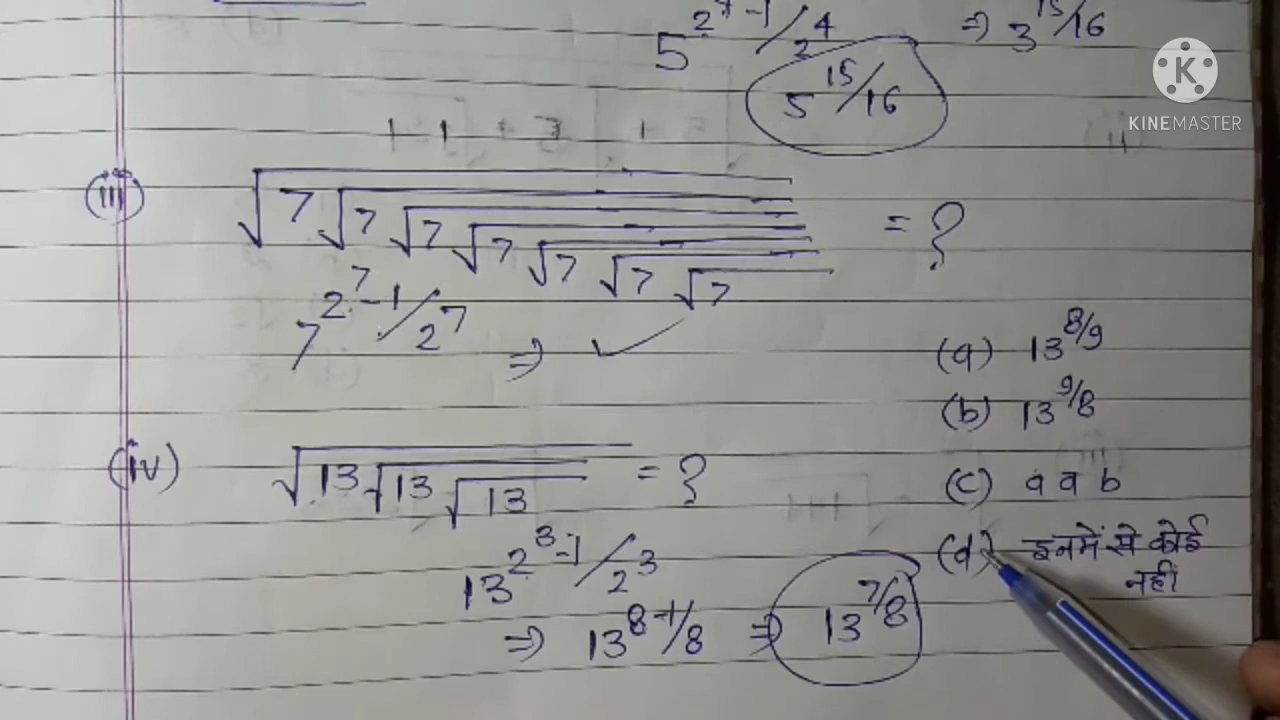 5^{2^4-1/2^4} ⇒ 3^{15/16}
5^{15/16}
KINEMASTER
(iii) √7√7√7√7√7√7√7 = ?
7^{2^7-1/2^7} ⇒ ✓
(a) 13^{8/9}
(b) 13^{9/8}
(iv) √13√13√13 = ?
(c) a व b
13^{2^3-1/2^3}
(d) इनमें से कोई
नही
⇒ 13^{8-1/8} ⇒ 13^{7/8}